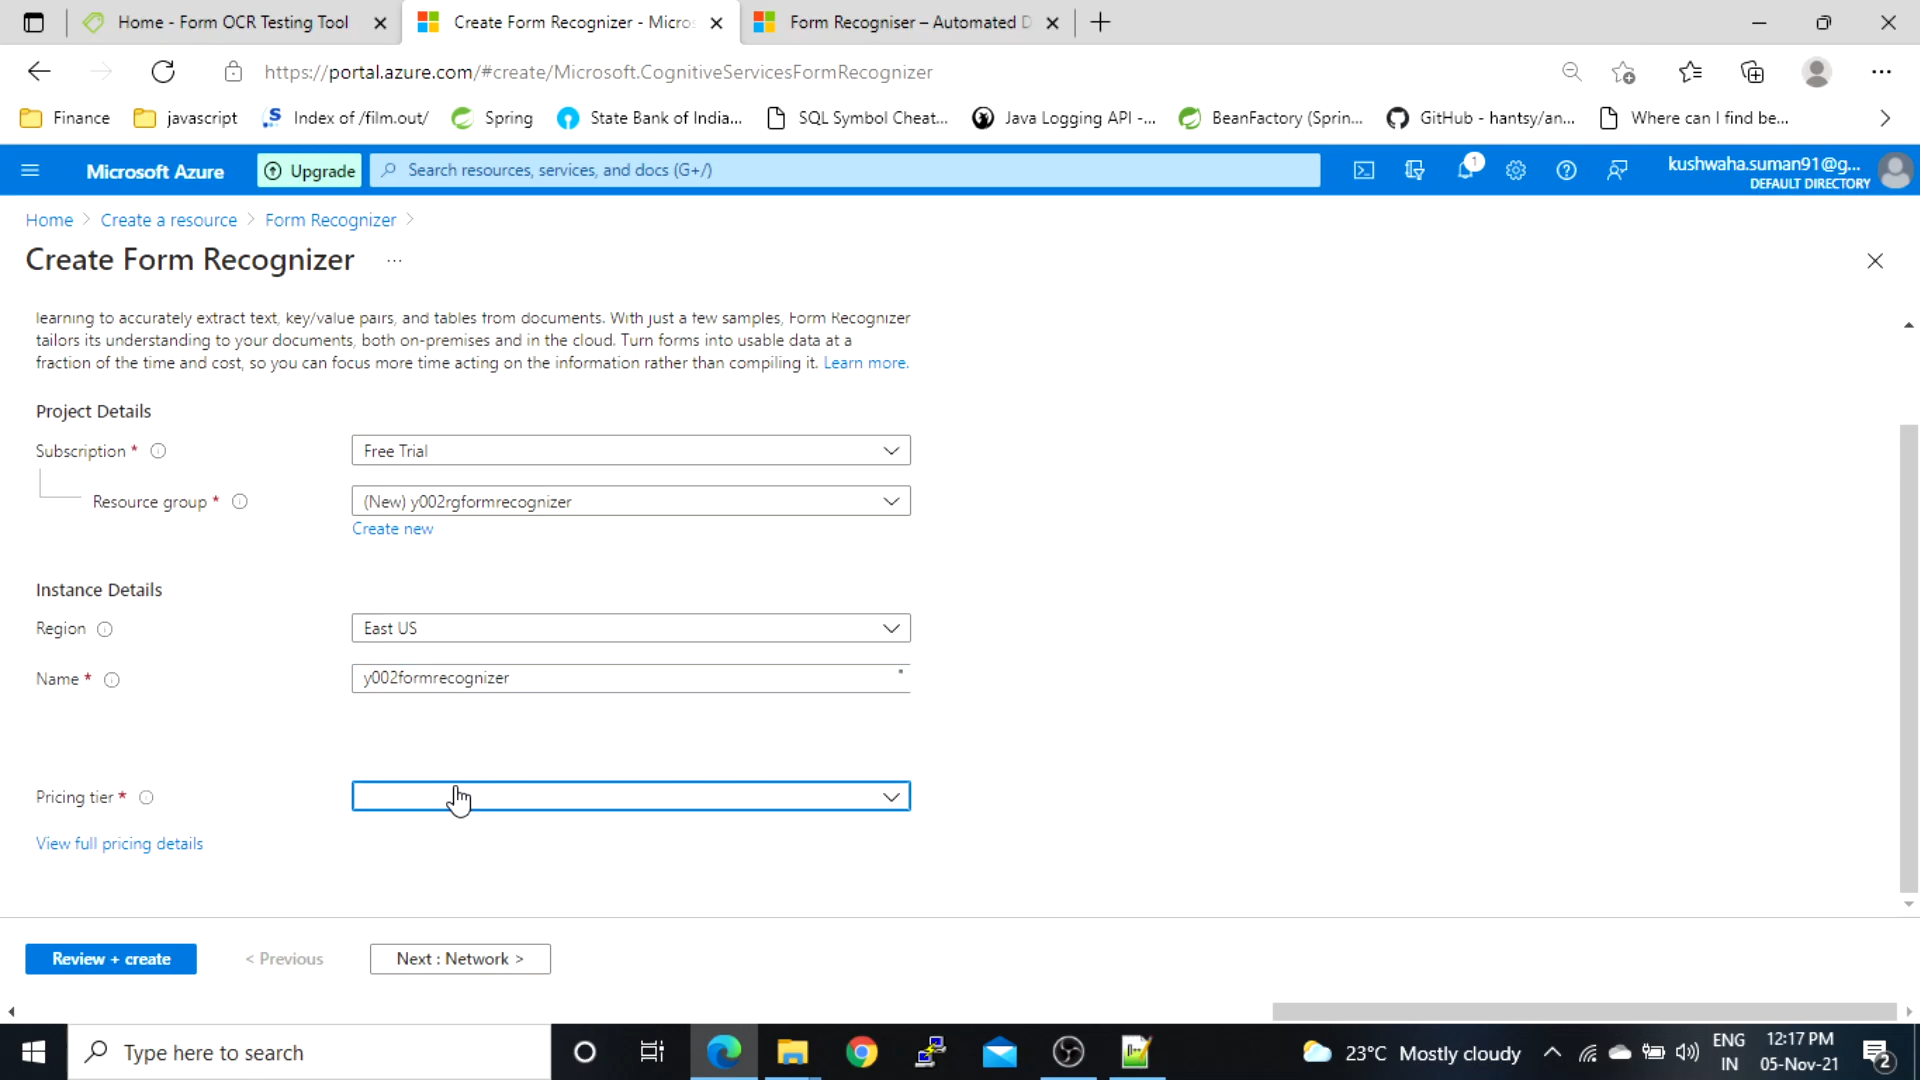 Home - Form OCR Testing Tool
Create Form Recognizer - Micros
Form Recogniser – Automated D
https://portal.azure.com/#create/Microsoft.CognitiveServicesFormRecognizer
Finance
javascript
Index of /film.out/
Spring
State Bank of India...
SQL Symbol Cheat...
Java Logging API -...
BeanFactory (Sprin...
GitHub - hantsy/an...
Where can I find be...
Microsoft Azure
Upgrade
Search resources, services, and docs (G+/)
1
kushwaha.suman91@g...
DEFAULT DIRECTORY
Home > Create a resource > Form Recognizer >
Create Form Recognizer ...
learning to accurately extract text, key/value pairs, and tables from documents. With just a few samples, Form Recognizer
tailors its understanding to your documents, both on-premises and in the cloud. Turn forms into usable data at a
fraction of the time and cost, so you can focus more time acting on the information rather than compiling it. Learn more.
Project Details
Subscription *
Free Trial
Resource group *
(New) y002rgformrecognizer
Create new
Instance Details
Region
East US
Name *
y002formrecognizer
Pricing tier *
View full pricing details
Review + create
< Previous
Next : Network >
Type here to search
23°C Mostly cloudy
ENG
IN
12:17 PM
05-Nov-21
2